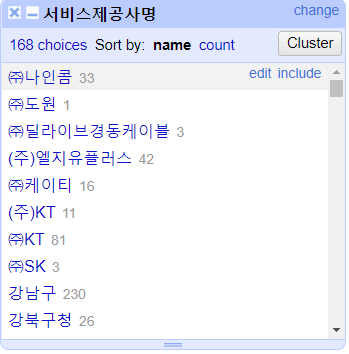 서비스제공사명 change
168 choices Sort by: name count Cluster
㈜나인콤 33 edit include
㈜도원 1
㈜딜라이브경동케이블 3
(주)엘지유플러스 42
㈜케이티 16
(주)KT 11
㈜KT 81
㈜SK 3
강남구 230
강북구청 26